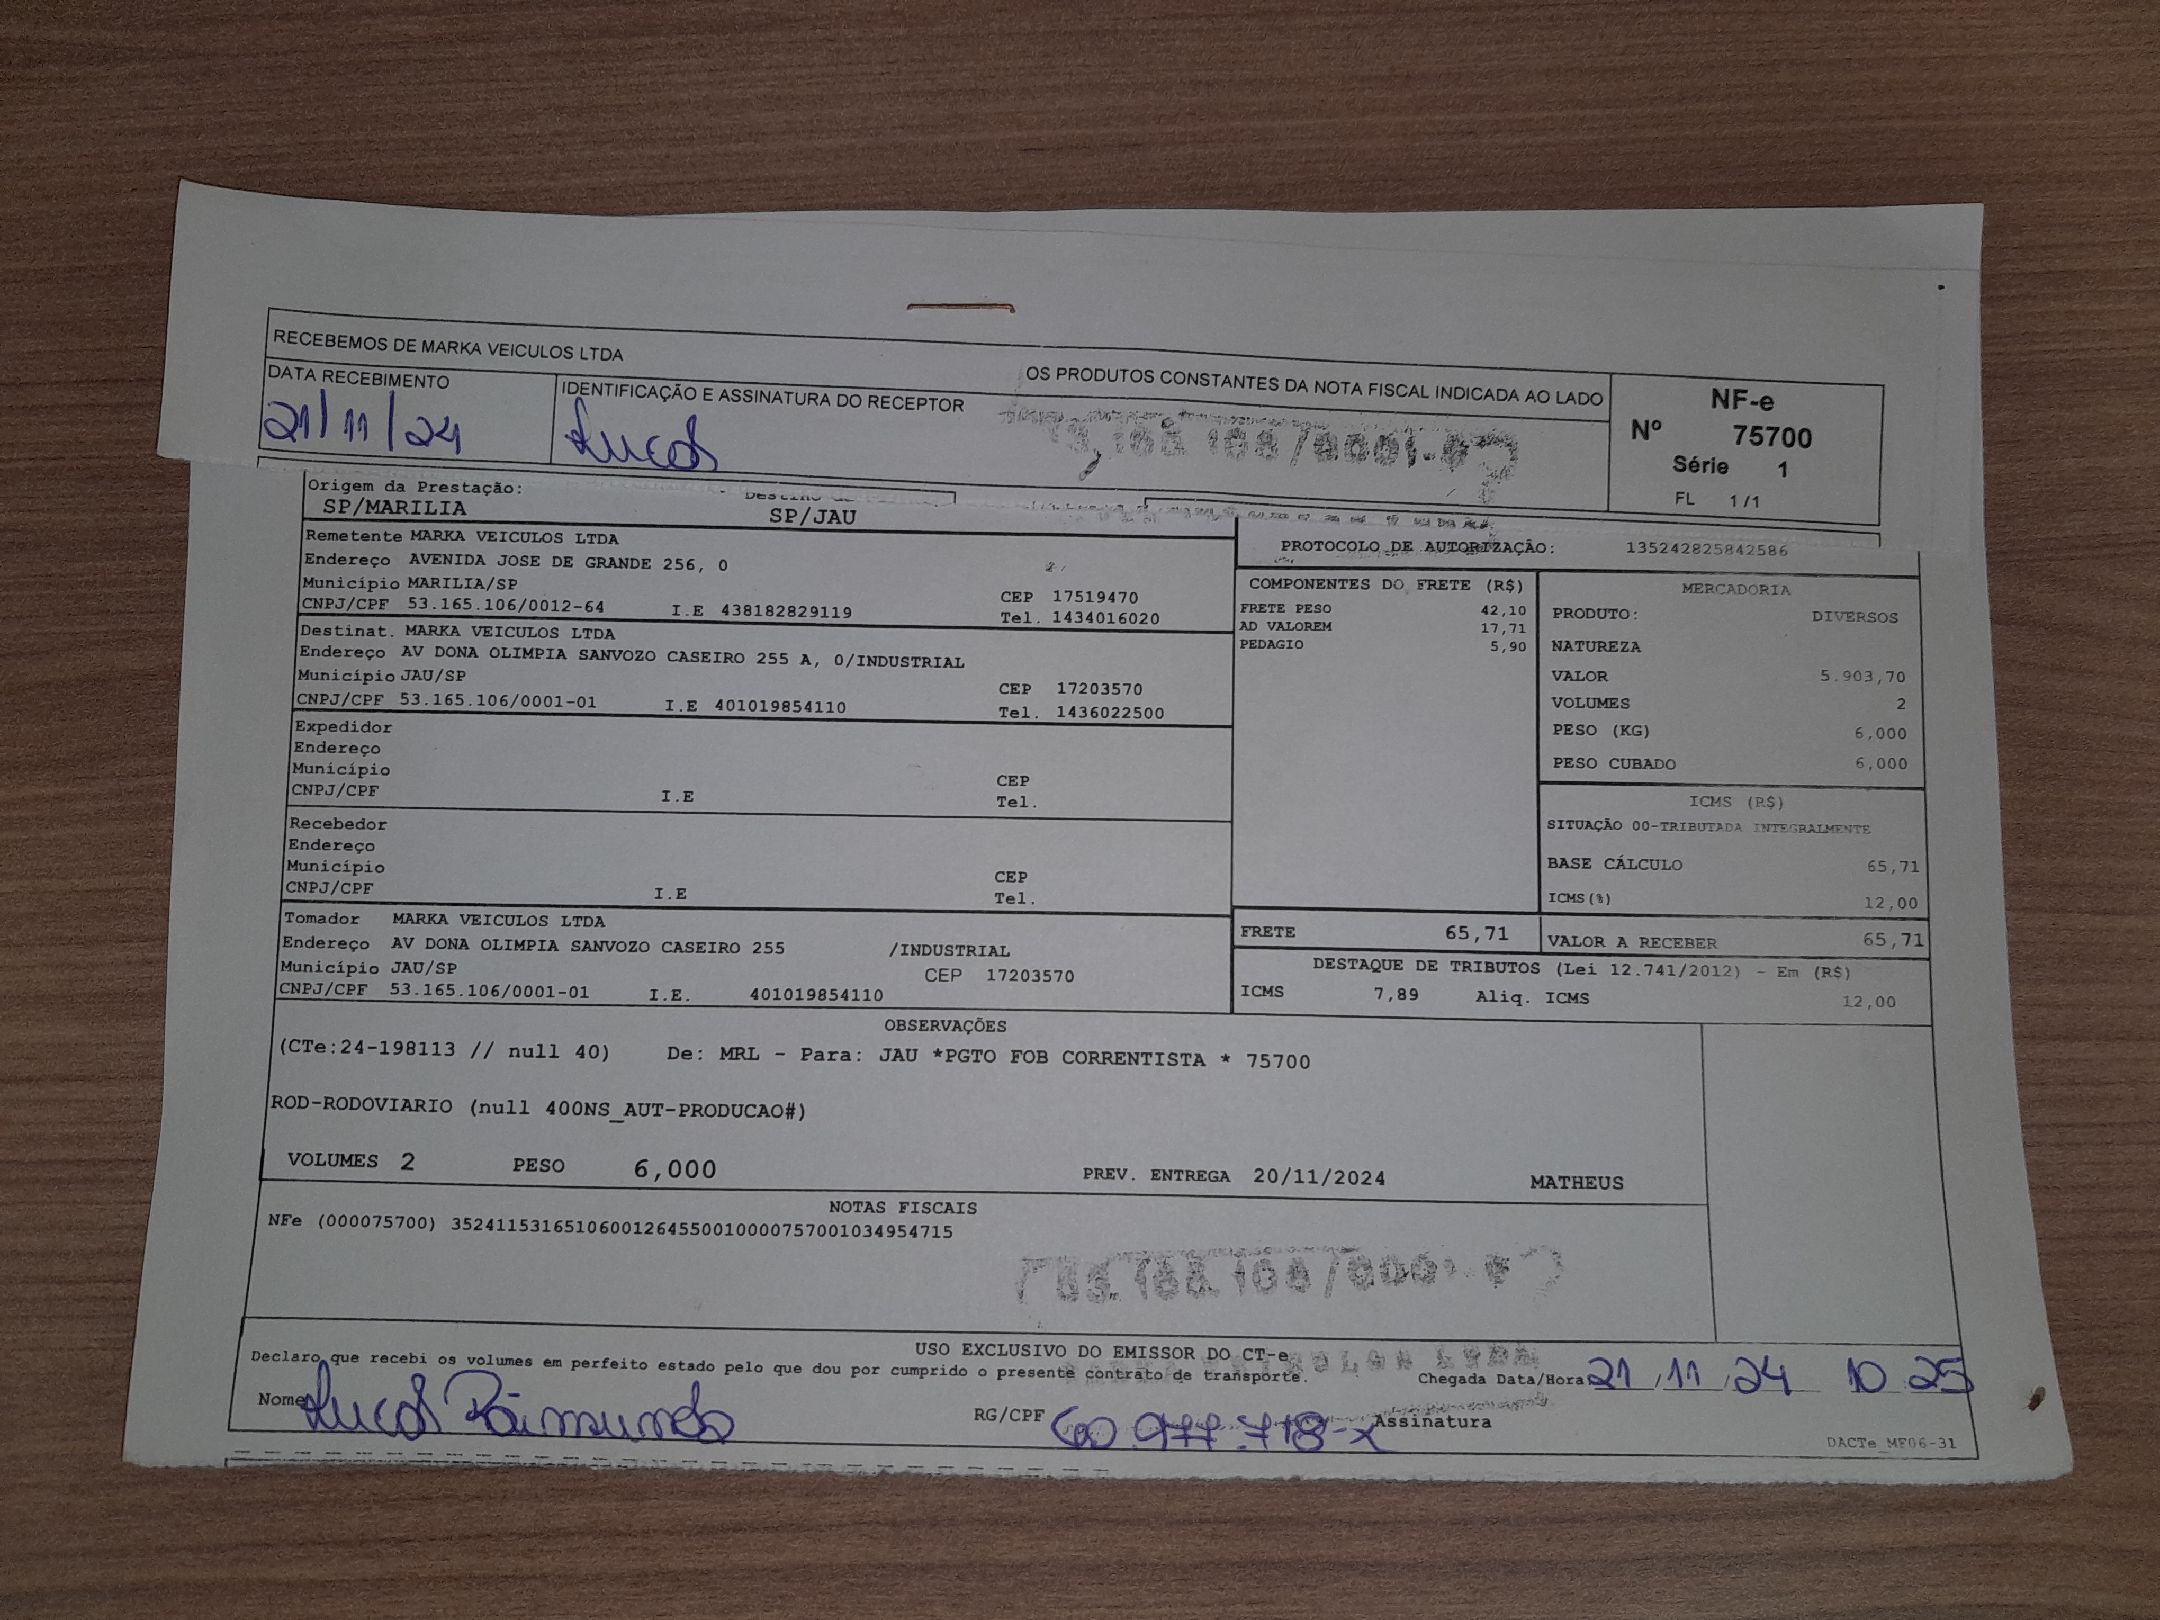 RECEBEMOS DE MARKA VEICULOS LTDA
OS PRODUTOS CONSTANTES DA NOTA FISCAL INDICADA AO LADO
DATA RECEBIMENTO
21/11/24
IDENTIFICAÇÃO E ASSINATURA DO RECEPTOR
Lucas
NF-e
Nº 75700
Série 1
FL 1/1
Origem da Prestação:
SP/MARILIA
SP/JAU
PROTOCOLO DE AUTORIZAÇÃO: 135242825842586
Remetente MARKA VEICULOS LTDA
Endereço AVENIDA JOSE DE GRANDE 256, 0
Município MARILIA/SP
CEP 17519470
CNPJ/CPF 53.165.106/0012-64 I.E 438182829119
Tel. 1434016020
Destinat. MARKA VEICULOS LTDA
Endereço AV DONA OLIMPIA SANVOZO CASEIRO 255 A, 0/INDUSTRIAL
Município JAU/SP
CEP 17203570
CNPJ/CPF 53.165.106/0001-01 I.E 401019854110
Tel. 1436022500
Expedidor
Endereço
Município
CEP
CNPJ/CPF I.E
Tel.
Recebedor
Endereço
Município
CEP
CNPJ/CPF I.E
Tel.
Tomador MARKA VEICULOS LTDA
Endereço AV DONA OLIMPIA SANVOZO CASEIRO 255 /INDUSTRIAL
Município JAU/SP CEP 17203570
CNPJ/CPF 53.165.106/0001-01 I.E. 401019854110
COMPONENTES DO FRETE (R$)
FRETE PESO 42,10
AD VALOREM 17,71
PEDAGIO 5,90
MERCADORIA
PRODUTO: DIVERSOS
NATUREZA
VALOR 5.903,70
VOLUMES 2
PESO (KG) 6,000
PESO CUBADO 6,000
ICMS (R$)
SITUAÇÃO 00-TRIBUTADA INTEGRALMENTE
BASE CÁLCULO 65,71
ICMS(%) 12,00
FRETE 65,71
VALOR A RECEBER 65,71
DESTAQUE DE TRIBUTOS (Lei 12.741/2012) - Em (R$)
ICMS 7,89 Aliq. ICMS 12,00
OBSERVAÇÕES
(CTe:24-198113 // null 40) De: MRL - Para: JAU *PGTO FOB CORRENTISTA * 75700
ROD-RODOVIARIO (null 400NS_AUT-PRODUCAO#)
VOLUMES 2 PESO 6,000 PREV. ENTREGA 20/11/2024 MATHEUS
NOTAS FISCAIS
NFe (000075700) 35241153165106001264550010000757001034954715
USO EXCLUSIVO DO EMISSOR DO CT-e
Declaro que recebi os volumes em perfeito estado pelo que dou por cumprido o presente contrato de transporte.
Chegada Data/Hora 21/11/24 10 25
Nome Lucas Raimundo
RG/CPF 60.977.718-x
Assinatura
DACTe_MF06-31